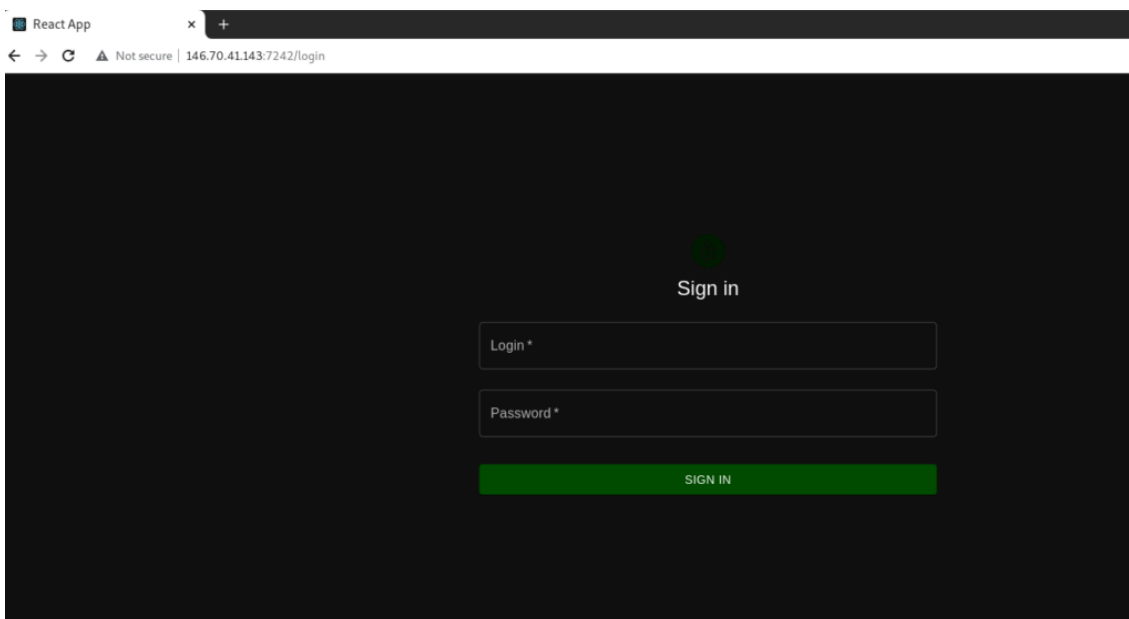 React App
Not secure | 146.70.41.143:7242/login
Sign in
Login *
Password *
SIGN IN